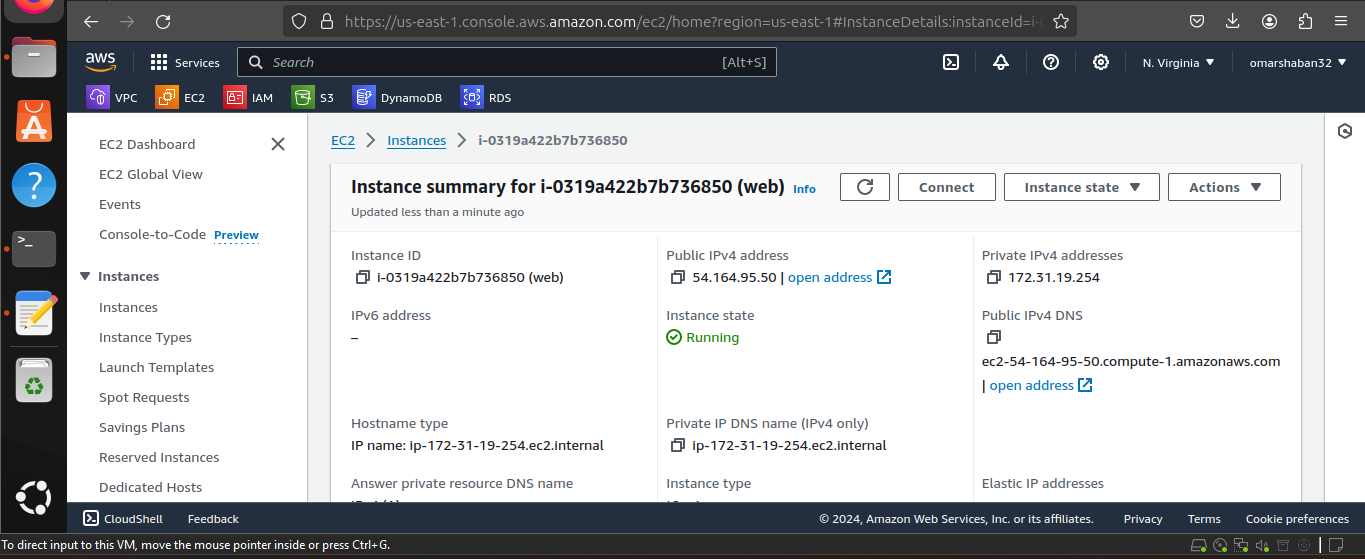 https://us-east-1.console.aws.amazon.com/ec2/home?region=us-east-1#InstanceDetails:instanceId=i-0
aws Services Search [Alt+S] N. Virginia omarshaban32
VPC EC2 IAM S3 DynamoDB RDS
EC2 Dashboard
EC2 Global View
Events
Console-to-Code Preview
Instances
Instances
Instance Types
Launch Templates
Spot Requests
Savings Plans
Reserved Instances
Dedicated Hosts
EC2 > Instances > i-0319a422b7b736850
Instance summary for i-0319a422b7b736850 (web) Info
Connect Instance state Actions
Updated less than a minute ago
Instance ID
i-0319a422b7b736850 (web)
Public IPv4 address
54.164.95.50 | open address
Private IPv4 addresses
172.31.19.254
IPv6 address
–
Instance state
Running
Public IPv4 DNS
ec2-54-164-95-50.compute-1.amazonaws.com
| open address
Hostname type
IP name: ip-172-31-19-254.ec2.internal
Private IP DNS name (IPv4 only)
ip-172-31-19-254.ec2.internal
Answer private resource DNS name
Instance type
Elastic IP addresses
CloudShell Feedback © 2024, Amazon Web Services, Inc. or its affiliates. Privacy Terms Cookie preferences
To direct input to this VM, move the mouse pointer inside or press Ctrl+G.